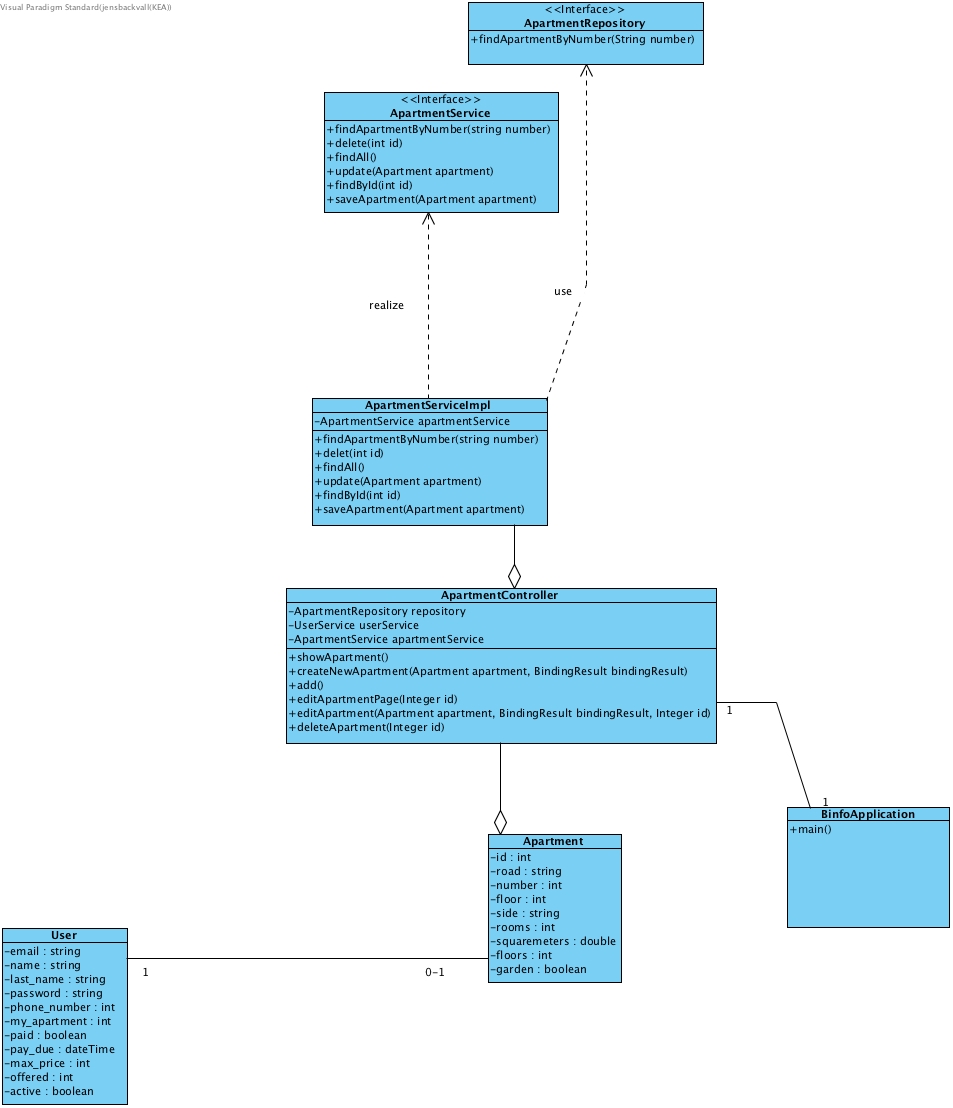 Visual Paradigm Standard(jensbackvall(KEA))
<<Interface>>
ApartmentRepository
+findApartmentByNumber(String number)
<<Interface>>
ApartmentService
+findApartmentByNumber(string number)
+delete(int id)
+findAll()
+update(Apartment apartment)
+findById(int id)
+saveApartment(Apartment apartment)
use
realize
ApartmentServiceImpl
-ApartmentService apartmentService
+findApartmentByNumber(string number)
+delet(int id)
+findAll()
+update(Apartment apartment)
+findById(int id)
+saveApartment(Apartment apartment)
ApartmentController
-ApartmentRepository repository
-UserService userService
-ApartmentService apartmentService
+showApartment()
+createNewApartment(Apartment apartment, BindingResult bindingResult)
+add()
+editApartmentPage(Integer id)
+editApartment(Apartment apartment, BindingResult bindingResult, Integer id)
+deleteApartment(Integer id)
1
1
BinfoApplication
+main()
Apartment
-id : int
-road : string
-number : int
-floor : int
-side : string
-rooms : int
-squaremeters : double
-floors : int
-garden : boolean
User
-email : string
-name : string
-last_name : string
-password : string
-phone_number : int
-my_apartment : int
-paid : boolean
-pay_due : dateTime
-max_price : int
-offered : int
-active : boolean
1
0-1